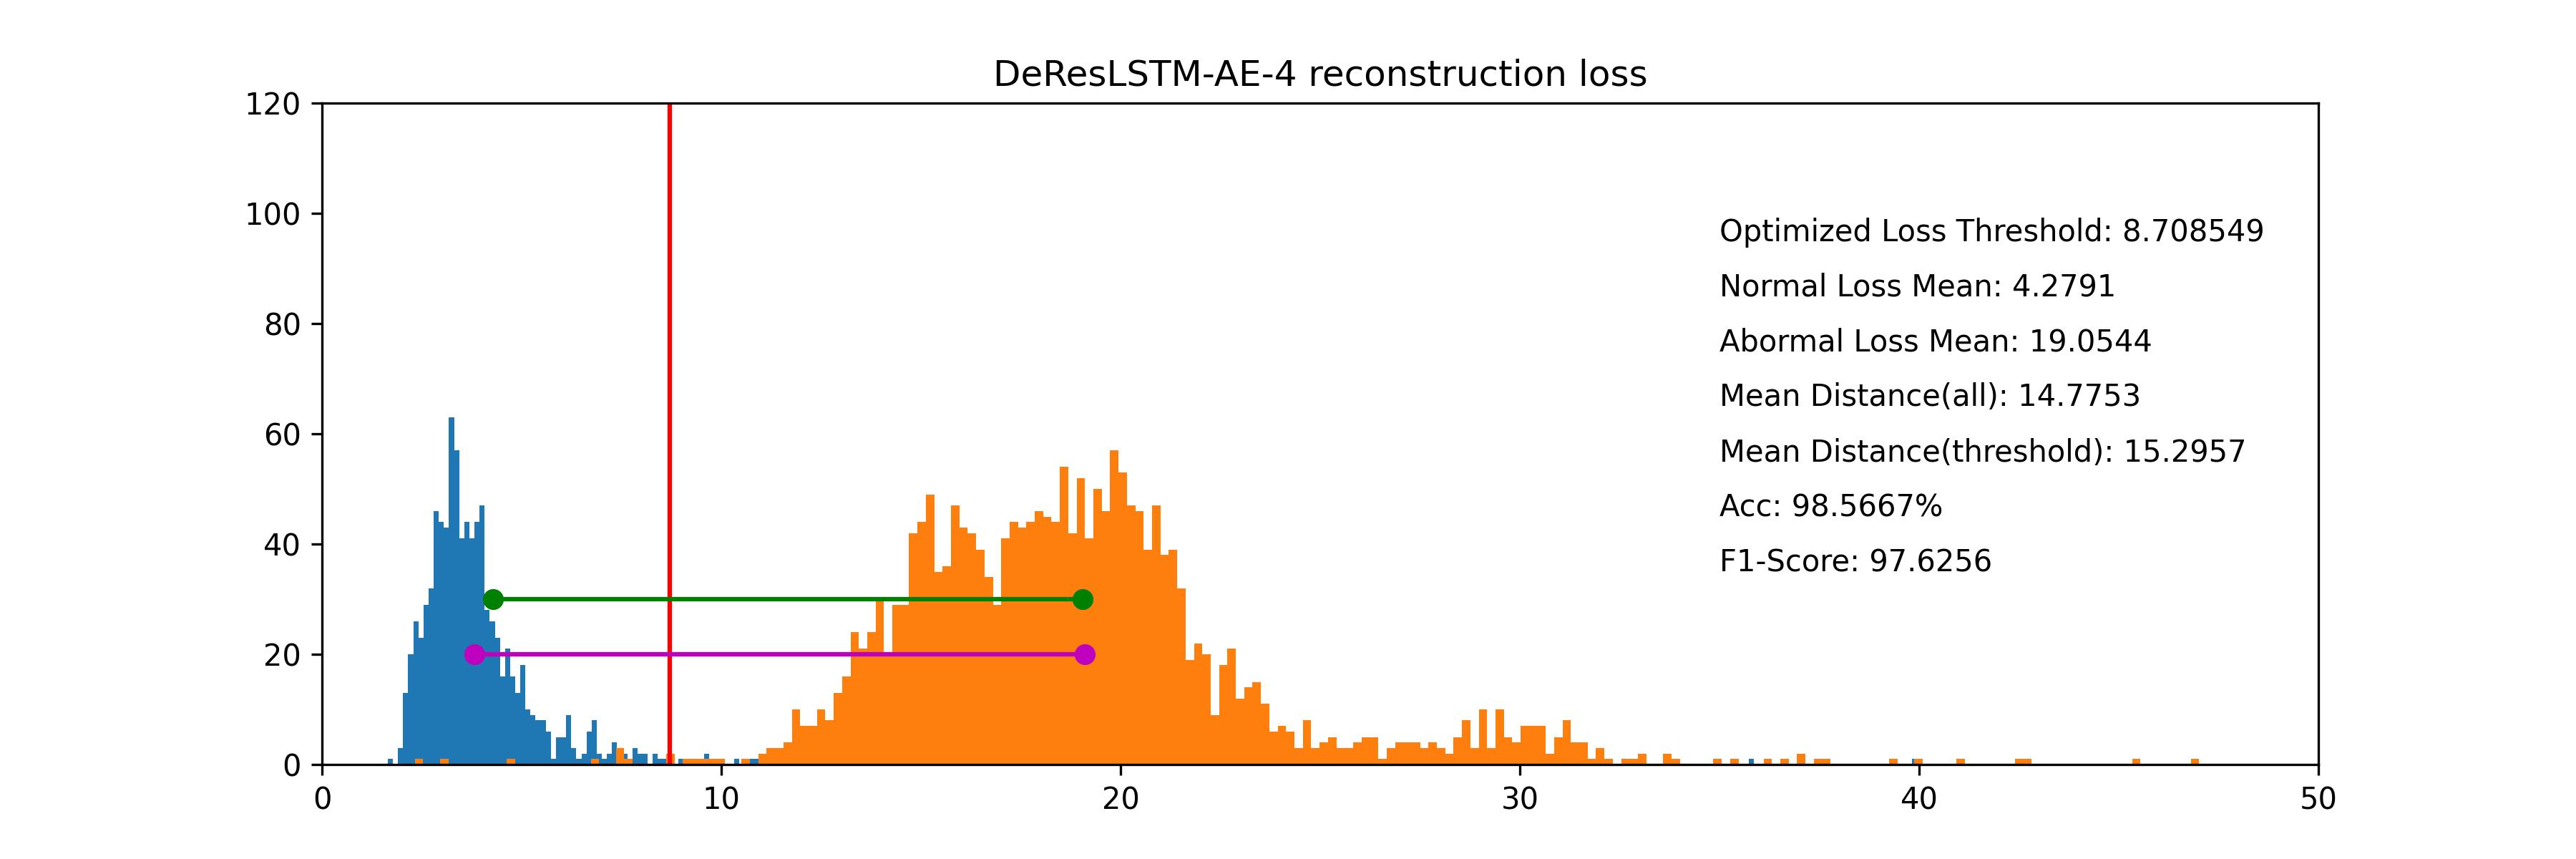 DeResLSTM-AE-4 reconstruction loss
120
100
80
60
40
20
0
Optimized Loss Threshold: 8.708549
Normal Loss Mean: 4.2791
Abormal Loss Mean: 19.0544
Mean Distance(all): 14.7753
Mean Distance(threshold): 15.2957
Acc: 98.5667%
F1-Score: 97.6256
0 10 20 30 40 50